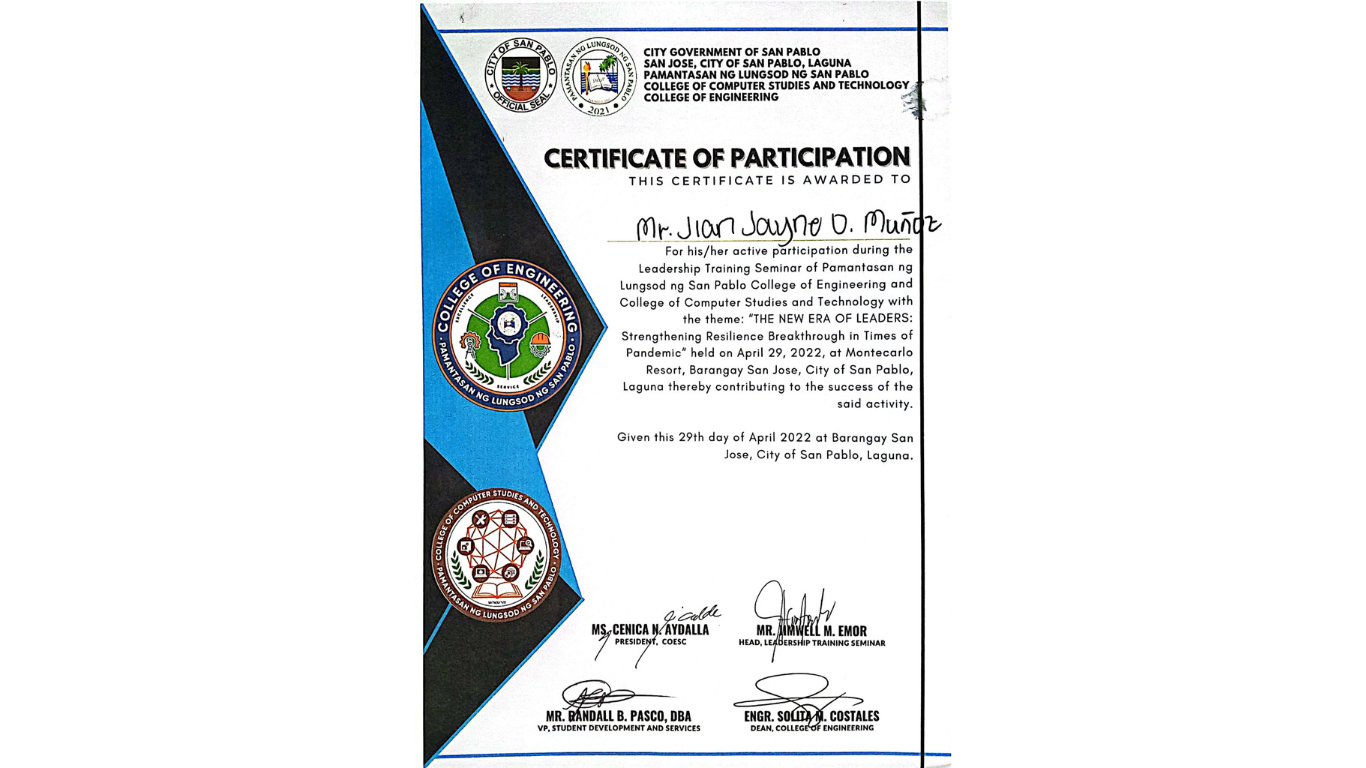 CITY OF SAN PABLO
OFFICIAL SEAL
PAMANTASAN NG LUNGSOD NG SAN PABLO
2021
CITY GOVERNMENT OF SAN PABLO
SAN JOSE, CITY OF SAN PABLO, LAGUNA
PAMANTASAN NG LUNGSOD NG SAN PABLO
COLLEGE OF COMPUTER STUDIES AND TECHNOLOGY
COLLEGE OF ENGINEERING
CERTIFICATE OF PARTICIPATION
THIS CERTIFICATE IS AWARDED TO
Mr. Jian Jayne O. Muñoz
For his/her active participation during the
Leadership Training Seminar of Pamantasan ng
Lungsod ng San Pablo College of Engineering and
College of Computer Studies and Technology with
the theme: "THE NEW ERA OF LEADERS:
Strengthening Resilience Breakthrough in Times of
Pandemic" held on April 29, 2022, at Montecarlo
Resort, Barangay San Jose, City of San Pablo,
Laguna thereby contributing to the success of the
said activity.
Given this 29th day of April 2022 at Barangay San
Jose, City of San Pablo, Laguna.
COLLEGE OF ENGINEERING
EXCELLENCE
LEADERSHIP
SERVICE
PAMANTASAN NG LUNGSOD NG SAN PABLO
COLLEGE OF COMPUTER STUDIES AND TECHNOLOGY
PAMANTASAN NG LUNGSOD NG SAN PABLO
MS. CENICA N. AYDALLA
PRESIDENT, COESC
MR. JIMWELL M. EMOR
HEAD, LEADERSHIP TRAINING SEMINAR
MR. RANDALL B. PASCO, DBA
VP, STUDENT DEVELOPMENT AND SERVICES
ENGR. SOLITA M. COSTALES
DEAN, COLLEGE OF ENGINEERING